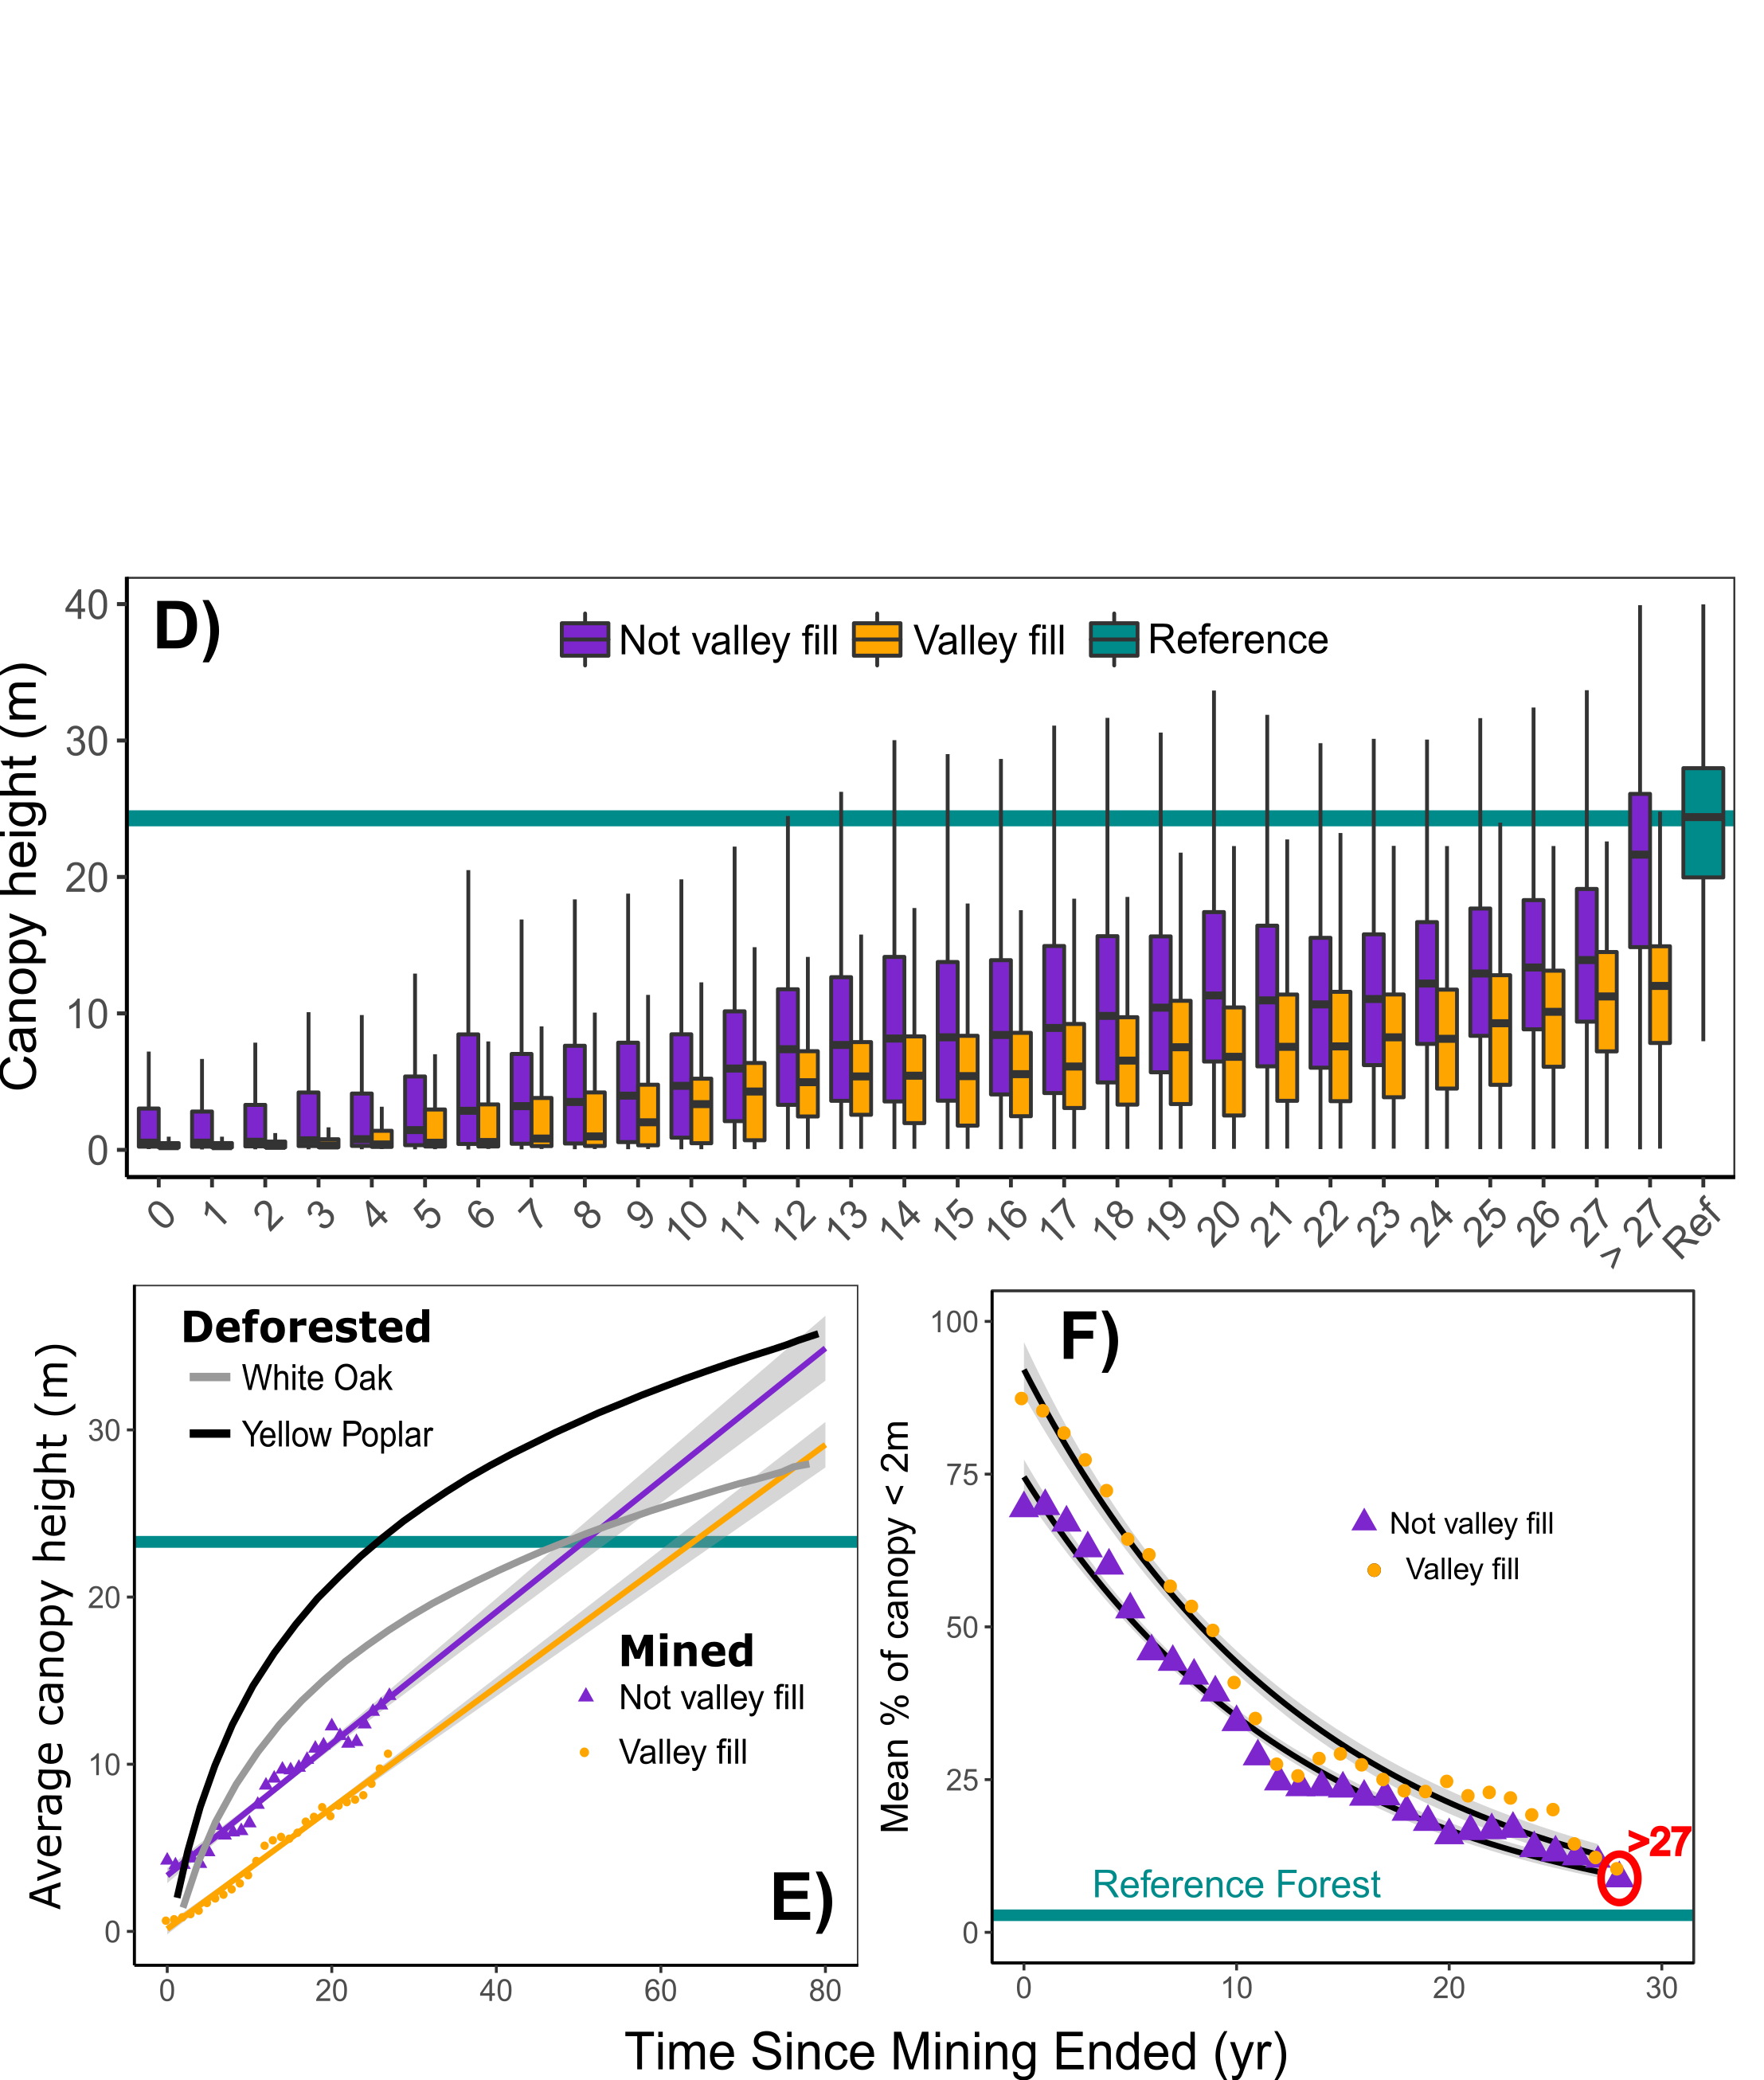 D)
Not valley fill Valley fill Reference
Canopy height (m)
40
30
20
10
0
0 1 2 3 4 5 6 7 8 9 10 11 12 13 14 15 16 17 18 19 20 21 22 23 24 25 26 27 > 27 Ref
Deforested
White Oak
Yellow Poplar
Mined
Not valley fill
Valley fill
E)
Average canopy height (m)
30
20
10
0
0 20 40 60 80
F)
Not valley fill
Valley fill
>27
Reference Forest
Mean % of canopy < 2m
100
75
50
25
0
0 10 20 30
Time Since Mining Ended (yr)